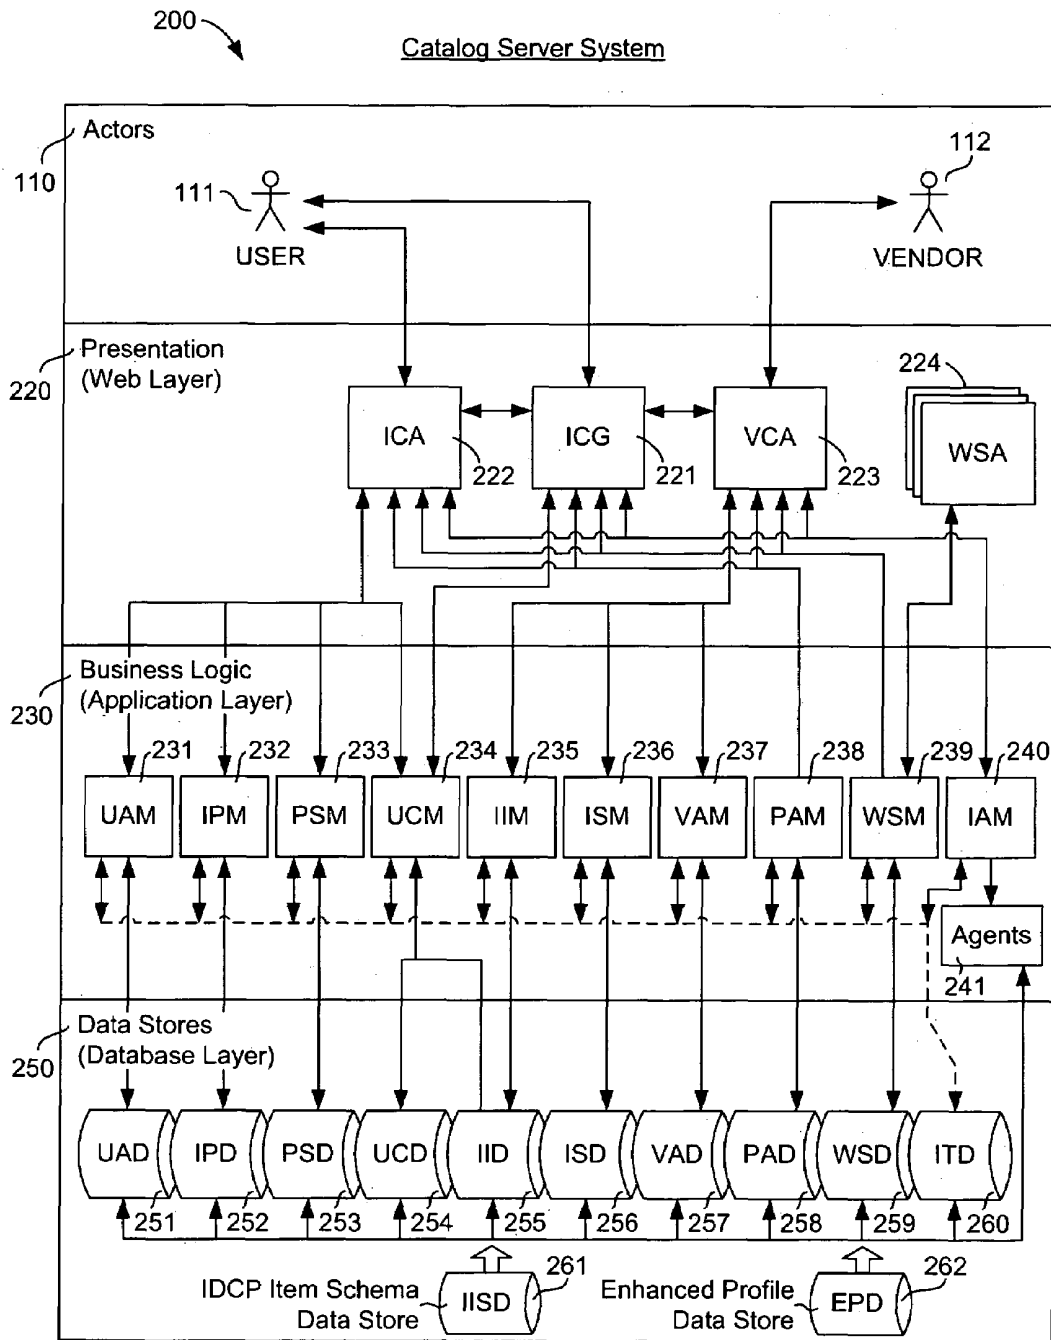 200
Catalog Server System
Actors
110
111
USER
112
VENDOR
Presentation
(Web Layer)
220
ICA
222
ICG
221
VCA
223
224
WSA
Business Logic
(Application Layer)
230
231
232
233
234
235
236
237
238
239
240
UAM
IPM
PSM
UCM
IIM
ISM
VAM
PAM
WSM
IAM
Agents
241
Data Stores
(Database Layer)
250
UAD
IPD
PSD
UCD
IID
ISD
VAD
PAD
WSD
ITD
251
252
253
254
255
256
257
258
259
260
IDCP Item Schema
Data Store
IISD
261
Enhanced Profile
Data Store
EPD
262